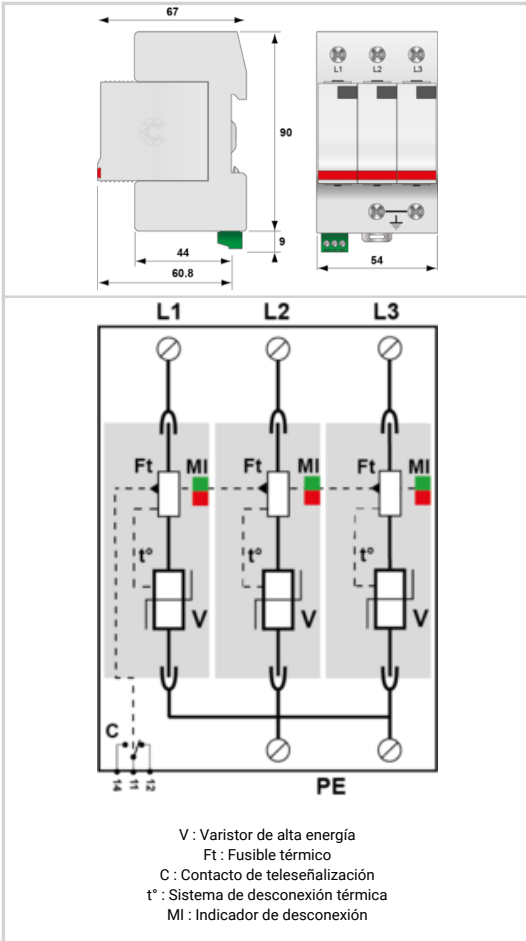 67
L1 L2 L3
90
9
44
60.8
54
L1 L2 L3
Ft MI Ft MI Ft MI
t° t° t°
V V V
C
14 11 12
PE
V : Varistor de alta energía
Ft : Fusible térmico
C : Contacto de teleseñalización
t° : Sistema de desconexión térmica
MI : Indicador de desconexión